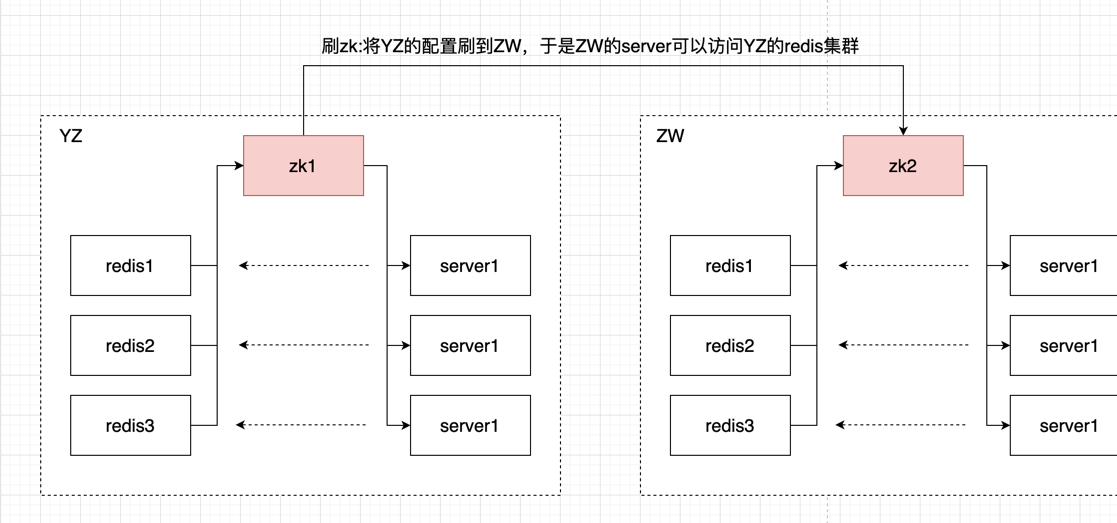 刷zk:将YZ的配置刷到ZW，于是ZW的server可以访问YZ的redis集群
YZ
zk1
redis1
server1
redis2
server1
redis3
server1
ZW
zk2
redis1
server1
redis2
server1
redis3
server1